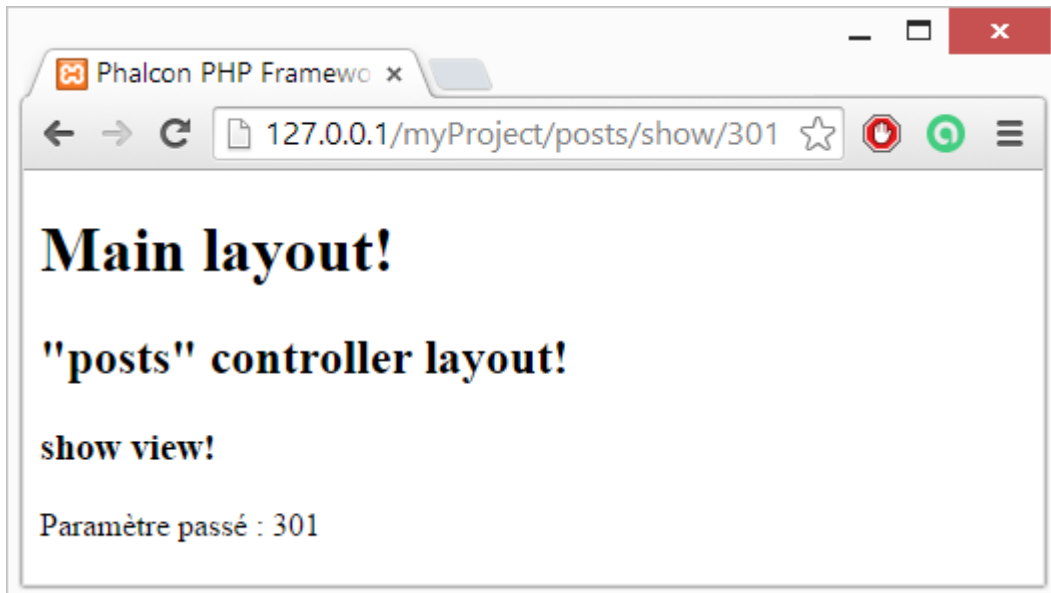 Phalcon PHP Framewo
127.0.0.1/myProject/posts/show/301
Main layout!
"posts" controller layout!
show view!
Paramètre passé : 301